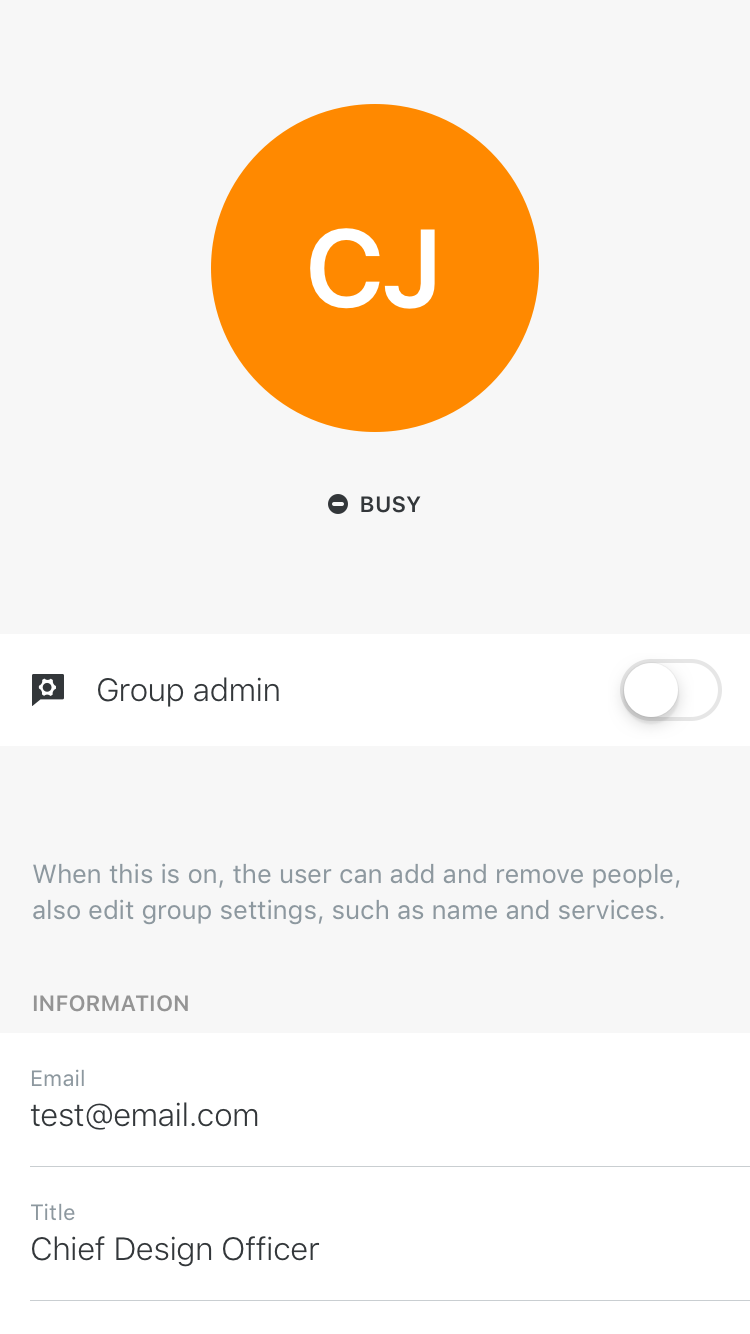 CJ
BUSY
Group admin
When this is on, the user can add and remove people,
also edit group settings, such as name and services.
INFORMATION
Email
test@email.com
Title
Chief Design Officer